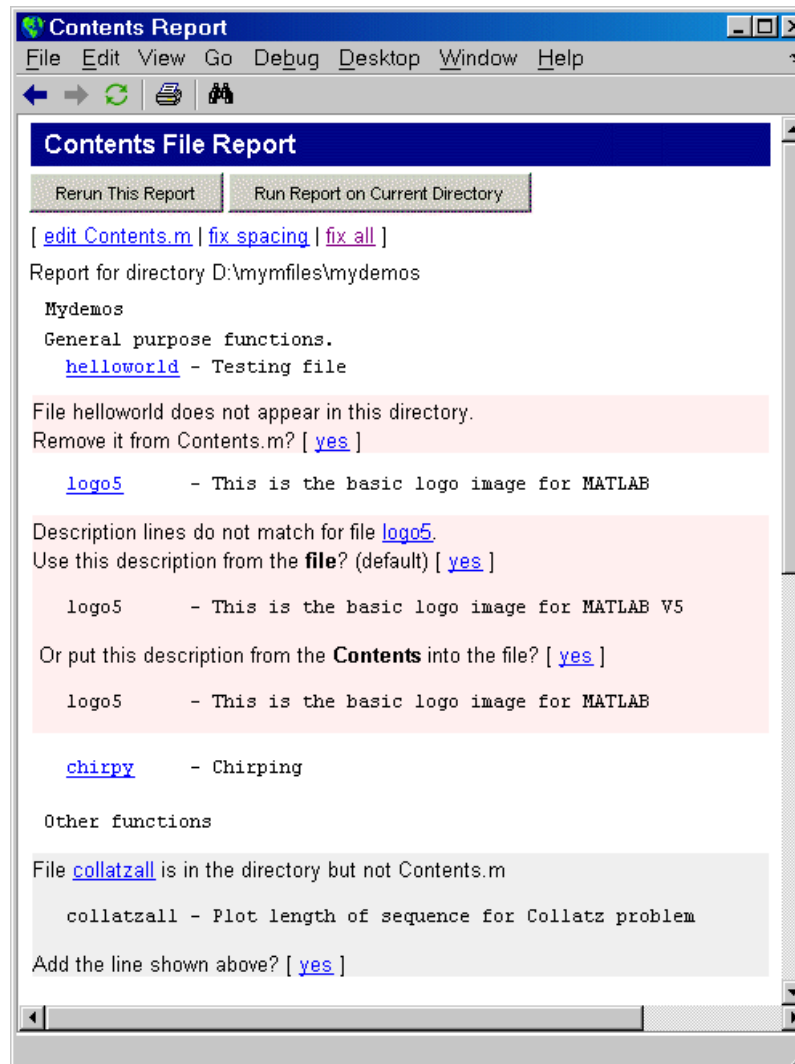 Contents Report
File Edit View Go Debug Desktop Window Help
Contents File Report
Rerun This Report Run Report on Current Directory
[ edit Contents.m | fix spacing | fix all ]
Report for directory D:\mymfiles\mydemos
Mydemos
General purpose functions.
helloworld - Testing file
File helloworld does not appear in this directory.
Remove it from Contents.m? [ yes ]
logo5 - This is the basic logo image for MATLAB
Description lines do not match for file logo5.
Use this description from the file? (default) [ yes ]
logo5 - This is the basic logo image for MATLAB V5
Or put this description from the Contents into the file? [ yes ]
logo5 - This is the basic logo image for MATLAB
chirpy - Chirping
Other functions
File collatzall is in the directory but not Contents.m
collatzall - Plot length of sequence for Collatz problem
Add the line shown above? [ yes ]